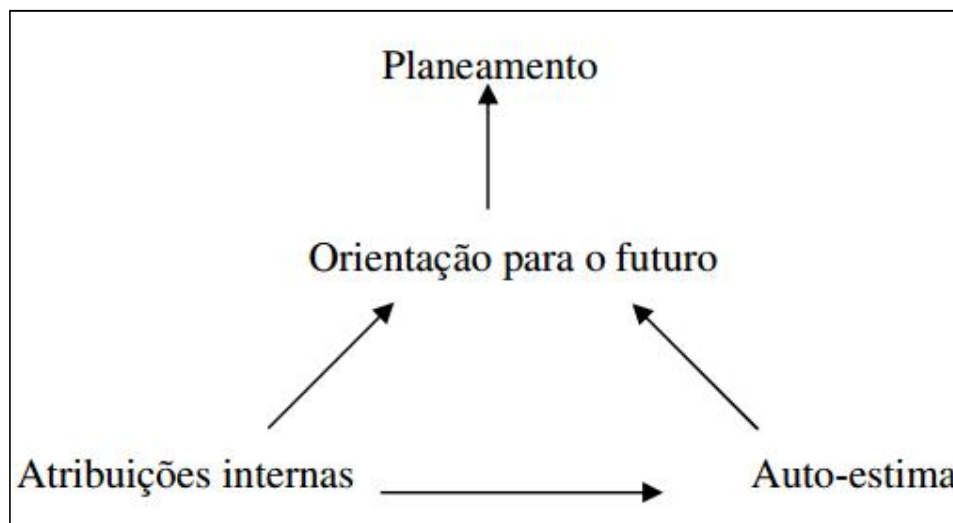 Planeamento
Orientação para o futuro
Atribuições internas
Auto-estima